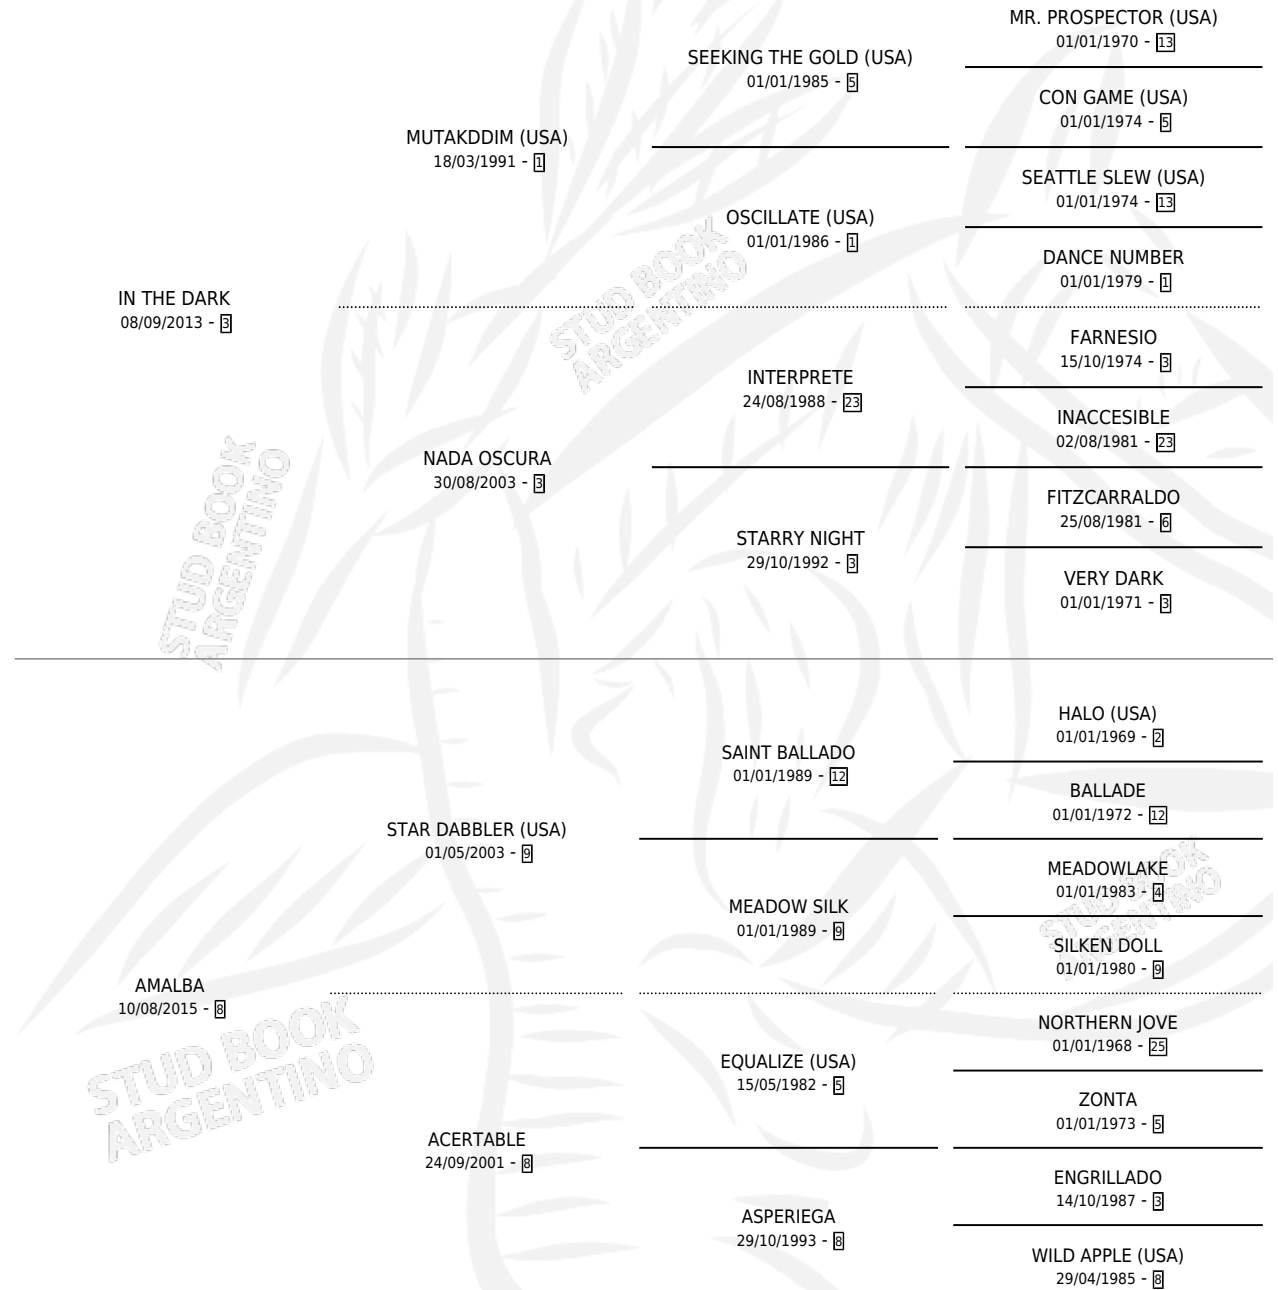 MR. PROSPECTOR (USA)
01/01/1970 - 13
SEEKING THE GOLD (USA)
01/01/1985 - 5
CON GAME (USA)
01/01/1974 - 5
MUTAKDDIM (USA)
18/03/1991 - 1
SEATTLE SLEW (USA)
01/01/1974 - 13
OSCILLATE (USA)
01/01/1986 - 1
DANCE NUMBER
01/01/1979 - 1
IN THE DARK
08/09/2013 - 3
FARNESIO
15/10/1974 - 3
INTERPRETE
24/08/1988 - 23
INACCESIBLE
02/08/1981 - 23
NADA OSCURA
30/08/2003 - 3
FITZCARRALDO
25/08/1981 - 6
STARRY NIGHT
29/10/1992 - 3
VERY DARK
01/01/1971 - 3
STUD BOOK
ARGENTINO
STUD BOOK
ARGENTINO
HALO (USA)
01/01/1969 - 2
SAINT BALLADO
01/01/1989 - 12
BALLADE
01/01/1972 - 12
STAR DABBLER (USA)
01/05/2003 - 9
MEADOWLAKE
01/01/1983 - 4
MEADOW SILK
01/01/1989 - 9
SILKEN DOLL
01/01/1980 - 9
AMALBA
10/08/2015 - 8
NORTHERN JOVE
01/01/1968 - 25
EQUALIZE (USA)
15/05/1982 - 5
ZONTA
01/01/1973 - 5
ACERTABLE
24/09/2001 - 8
ENGRILLADO
14/10/1987 - 3
ASPERIEGA
29/10/1993 - 8
WILD APPLE (USA)
29/04/1985 - 8
STUD BOOK
ARGENTINO
STUD BOOK
ARGENTINO